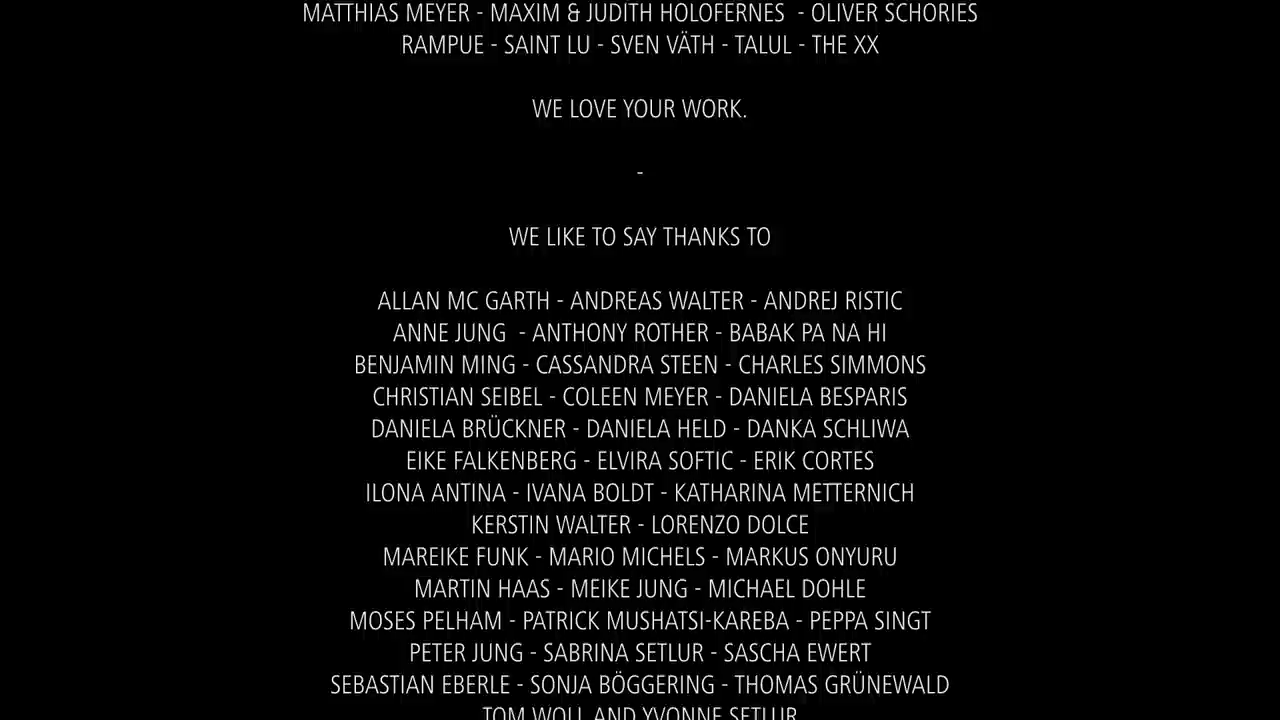 MATTHIAS MEYER - MAXIM & JUDITH HOLOFERNES - OLIVER SCHORIES
RAMPUE - SAINT LU - SVEN VÄTH - TALUL - THE XX
WE LOVE YOUR WORK.
-
WE LIKE TO SAY THANKS TO
ALLAN MC GARTH - ANDREAS WALTER - ANDREJ RISTIC
ANNE JUNG - ANTHONY ROTHER - BABAK PA NA HI
BENJAMIN MING - CASSANDRA STEEN - CHARLES SIMMONS
CHRISTIAN SEIBEL - COLEEN MEYER - DANIELA BESPARIS
DANIELA BRÜCKNER - DANIELA HELD - DANKA SCHLIWA
EIKE FALKENBERG - ELVIRA SOFTIC - ERIK CORTES
ILONA ANTINA - IVANA BOLDT - KATHARINA METTERNICH
KERSTIN WALTER - LORENZO DOLCE
MAREIKE FUNK - MARIO MICHELS - MARKUS ONYURU
MARTIN HAAS - MEIKE JUNG - MICHAEL DOHLE
MOSES PELHAM - PATRICK MUSHATSI-KAREBA - PEPPA SINGT
PETER JUNG - SABRINA SETLUR - SASCHA EWERT
SEBASTIAN EBERLE - SONJA BÖGGERING - THOMAS GRÜNEWALD
TOM WOLL AND YVONNE SETLUR